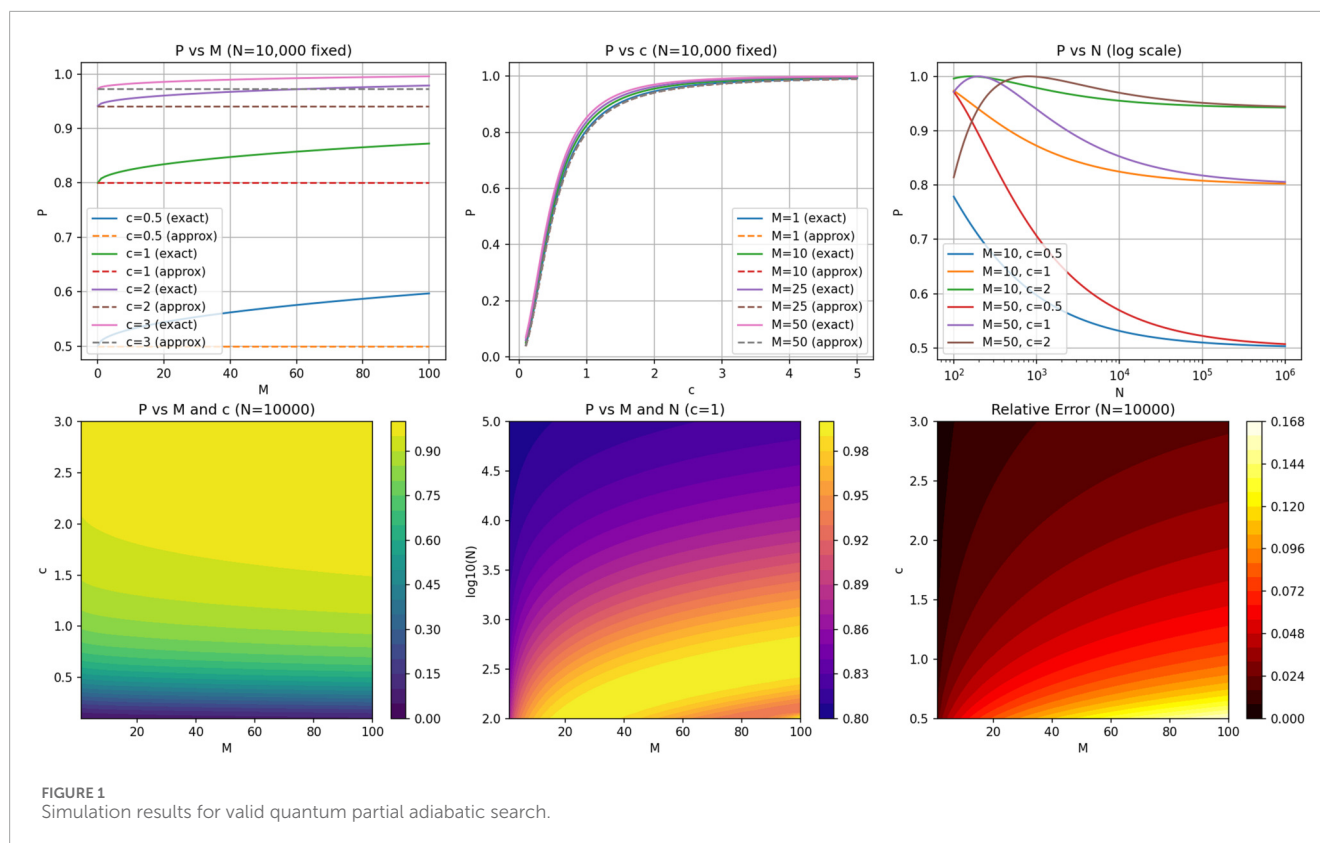 P vs M (N=10,000 fixed)
P
1.0
0.9
0.8
0.7
0.6
0.5
c=0.5 (exact)
c=0.5 (approx)
c=1 (exact)
c=1 (approx)
c=2 (exact)
c=2 (approx)
c=3 (exact)
c=3 (approx)
0 20 40 60 80 100
M
P vs c (N=10,000 fixed)
P
1.0
0.8
0.6
0.4
0.2
0.0
M=1 (exact)
M=1 (approx)
M=10 (exact)
M=10 (approx)
M=25 (exact)
M=25 (approx)
M=50 (exact)
M=50 (approx)
0 1 2 3 4 5
c
P vs N (log scale)
P
1.0
0.9
0.8
0.7
0.6
0.5
M=10, c=0.5
M=10, c=1
M=10, c=2
M=50, c=0.5
M=50, c=1
M=50, c=2
10² 10³ 10⁴ 10⁵ 10⁶
N
P vs M and c (N=10000)
c
3.0
2.5
2.0
1.5
1.0
0.5
20 40 60 80 100
M
0.90
0.75
0.60
0.45
0.30
0.15
0.00
P vs M and N (c=1)
log10(N)
5.0
4.5
4.0
3.5
3.0
2.5
2.0
20 40 60 80 100
M
0.98
0.95
0.92
0.89
0.86
0.83
0.80
Relative Error (N=10000)
c
3.0
2.5
2.0
1.5
1.0
0.5
20 40 60 80 100
M
0.168
0.144
0.120
0.096
0.072
0.048
0.024
0.000
FIGURE 1
Simulation results for valid quantum partial adiabatic search.